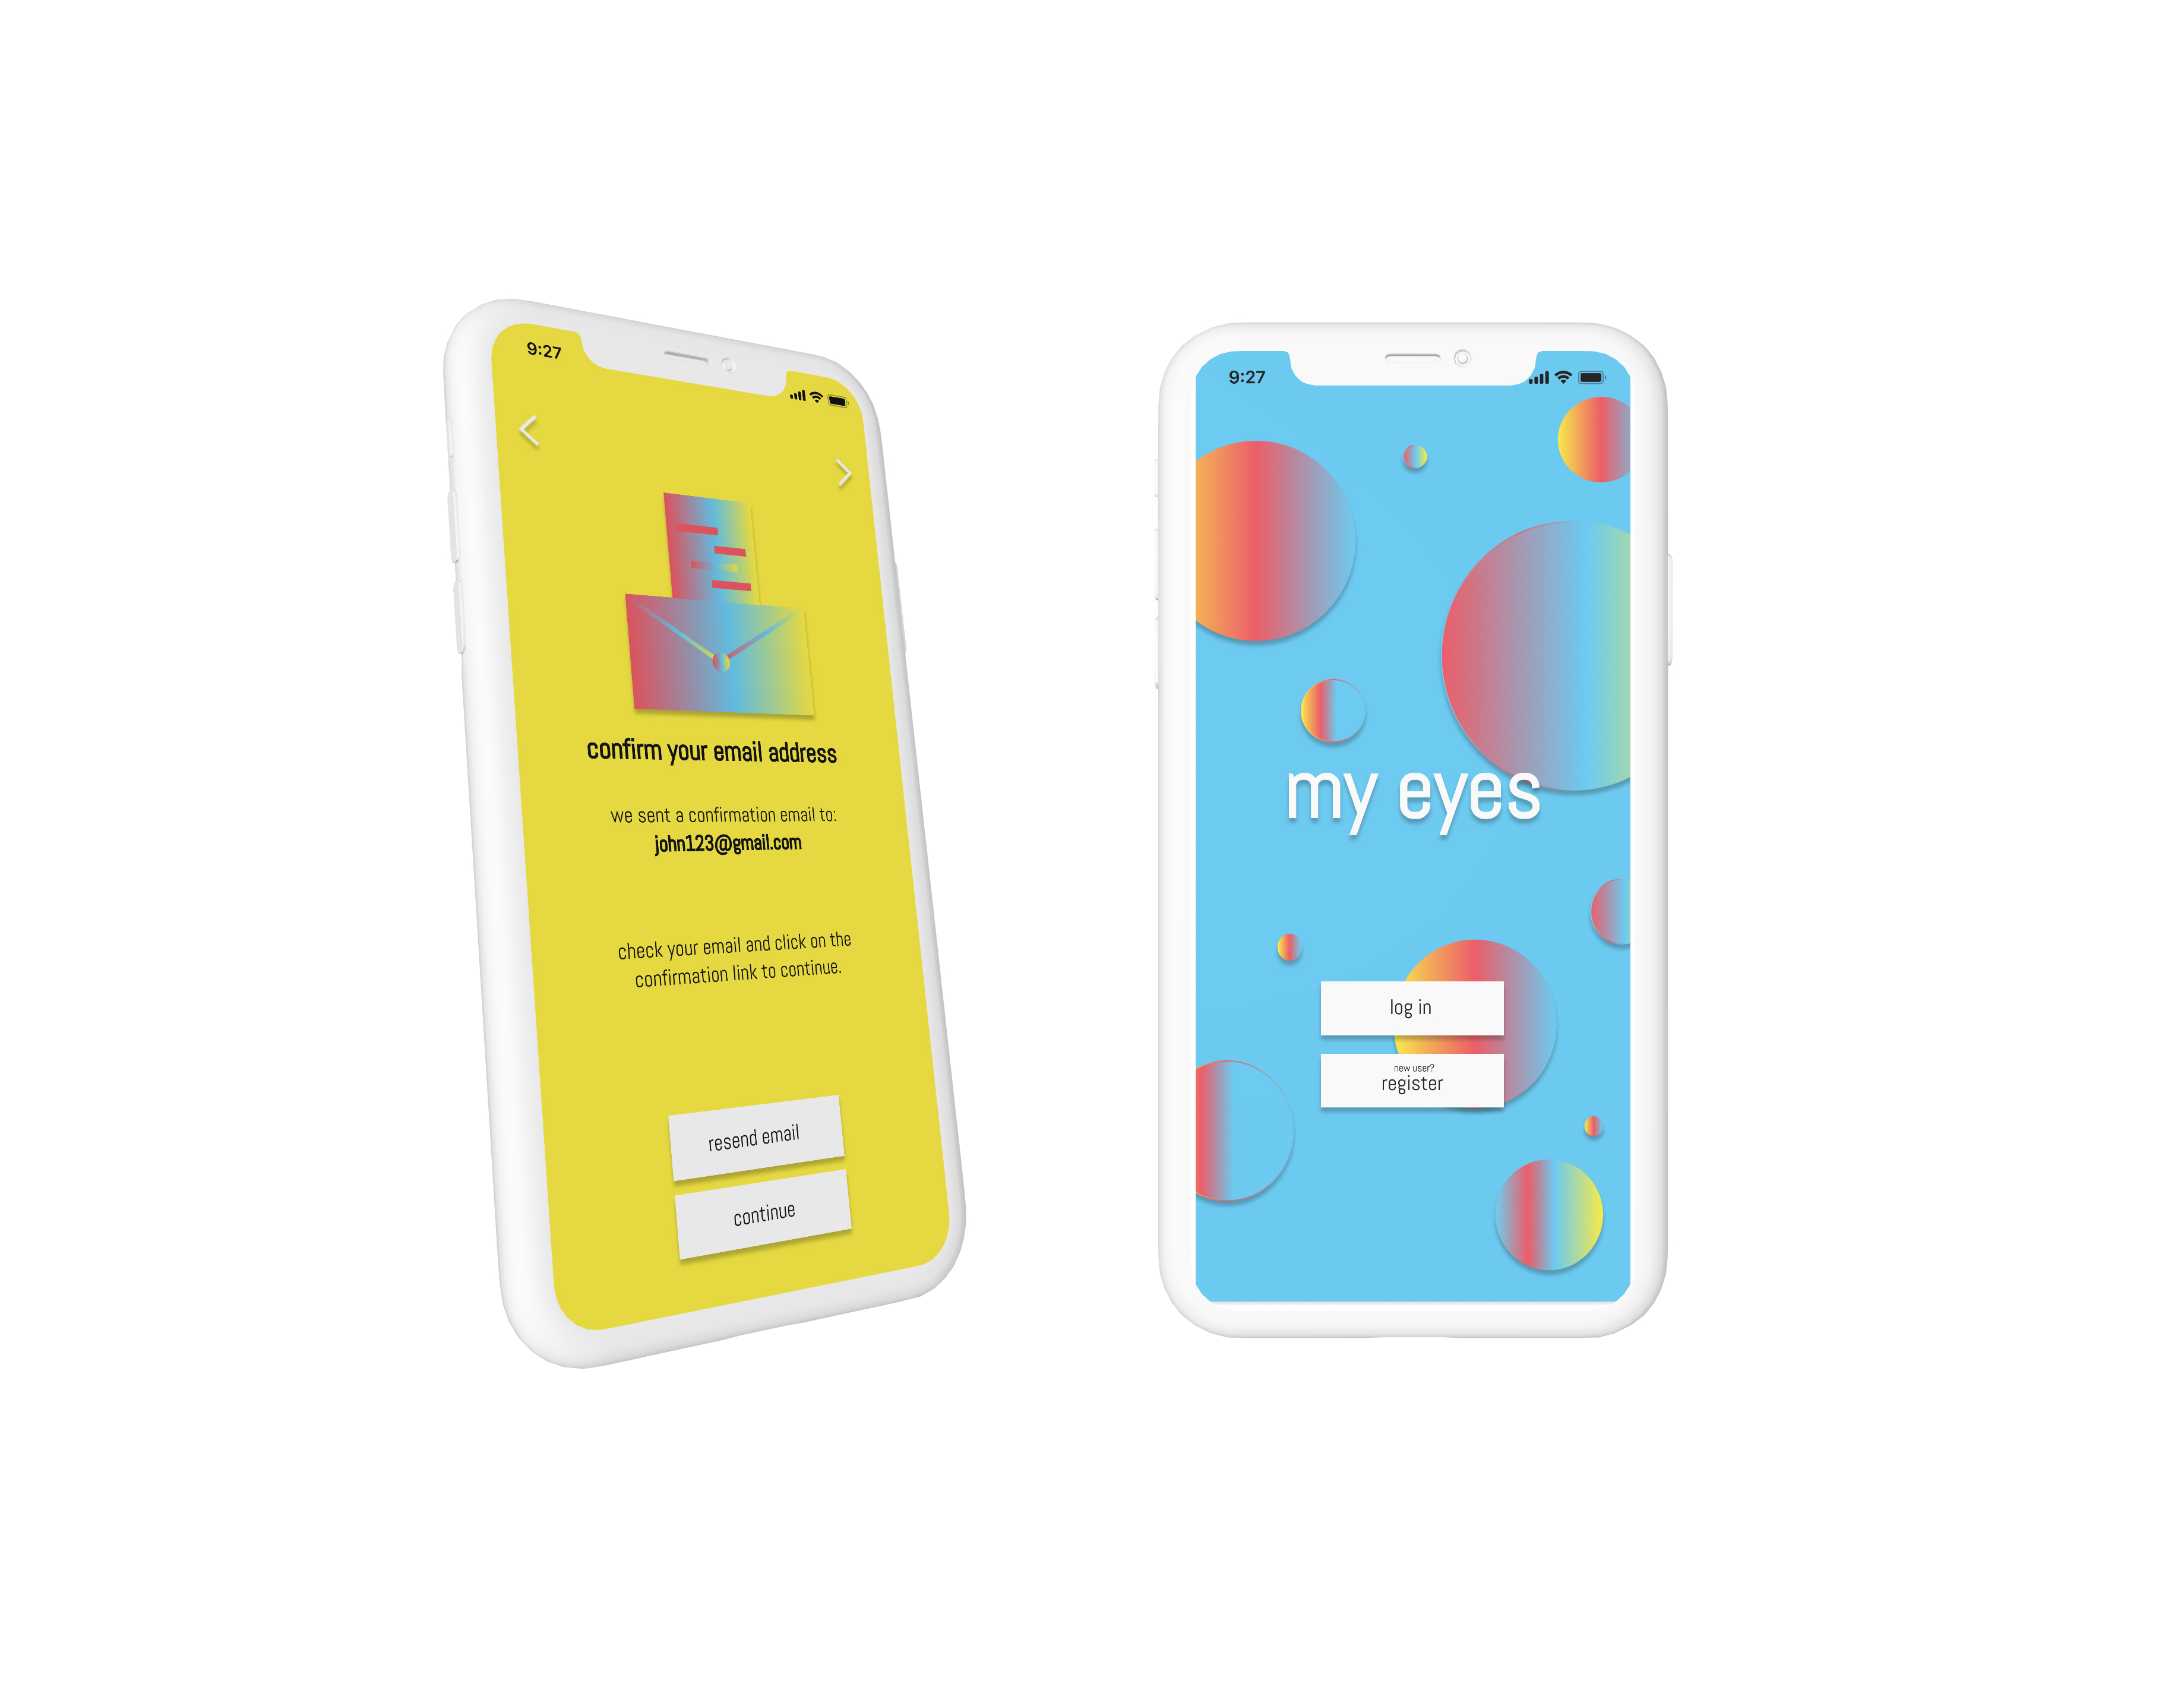 9:27
confirm your email address
we sent a confirmation email to:
john123@gmail.com
check your email and click on the
confirmation link to continue.
resend email
continue
9:27
my eyes
log in
new user?
register